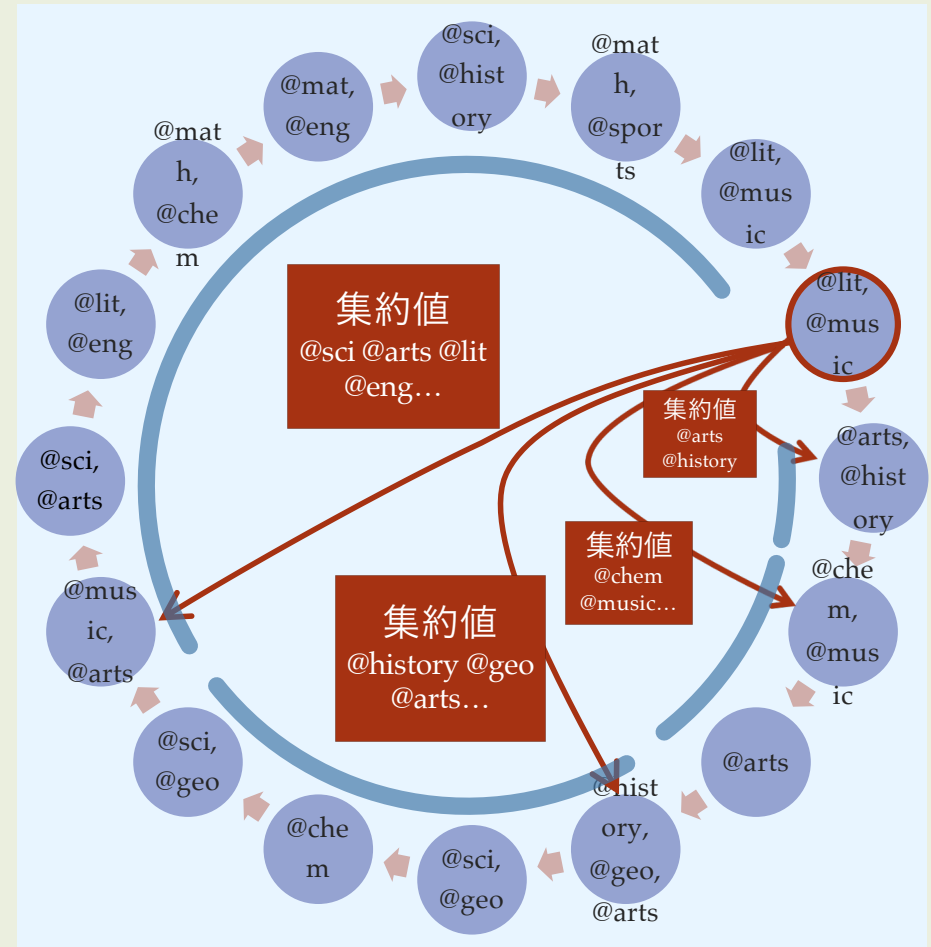 @sci,
@hist
ory
@mat
h,
@spor
ts
@lit,
@mus
ic
@lit,
@mus
ic
@arts,
@hist
ory
@che
m,
@mus
ic
@arts
@hist
ory,
@geo,
@arts
@sci,
@geo
@che
m
@sci,
@geo
@mus
ic,
@arts
@sci,
@arts
@lit,
@eng
@mat
h,
@che
m
@mat,
@eng
集約値
@sci @arts @lit
@eng…
集約値
@arts
@history
集約値
@chem
@music…
集約値
@history @geo
@arts…